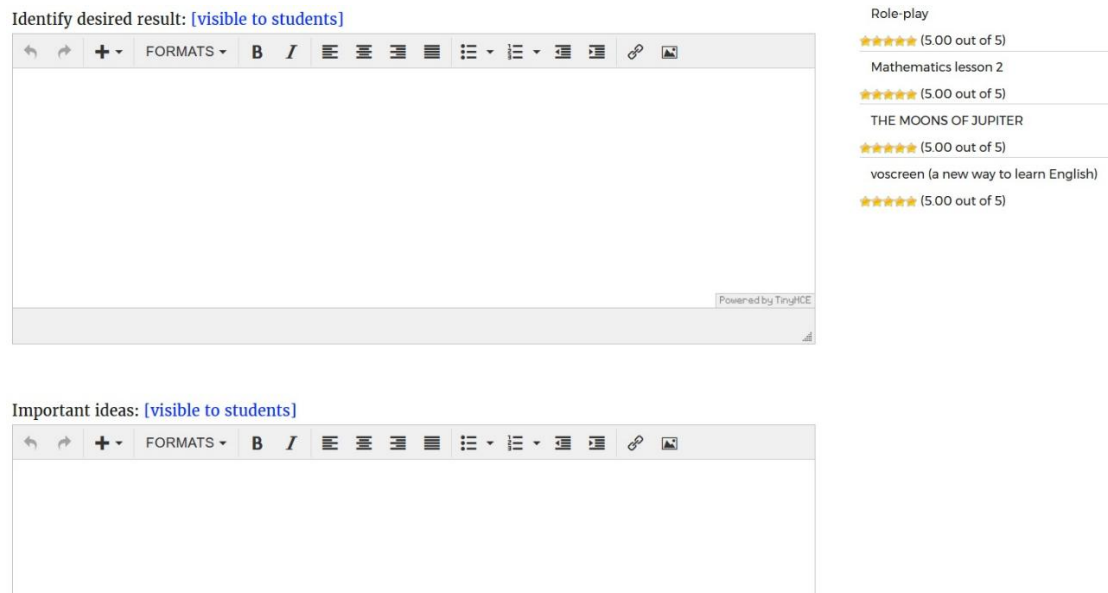 Identify desired result: [visible to students]
FORMATS B I
Powered by TinyMCE
Important ideas: [visible to students]
FORMATS B I
Role-play
(5.00 out of 5)
Mathematics lesson 2
(5.00 out of 5)
THE MOONS OF JUPITER
(5.00 out of 5)
voscreen (a new way to learn English)
(5.00 out of 5)